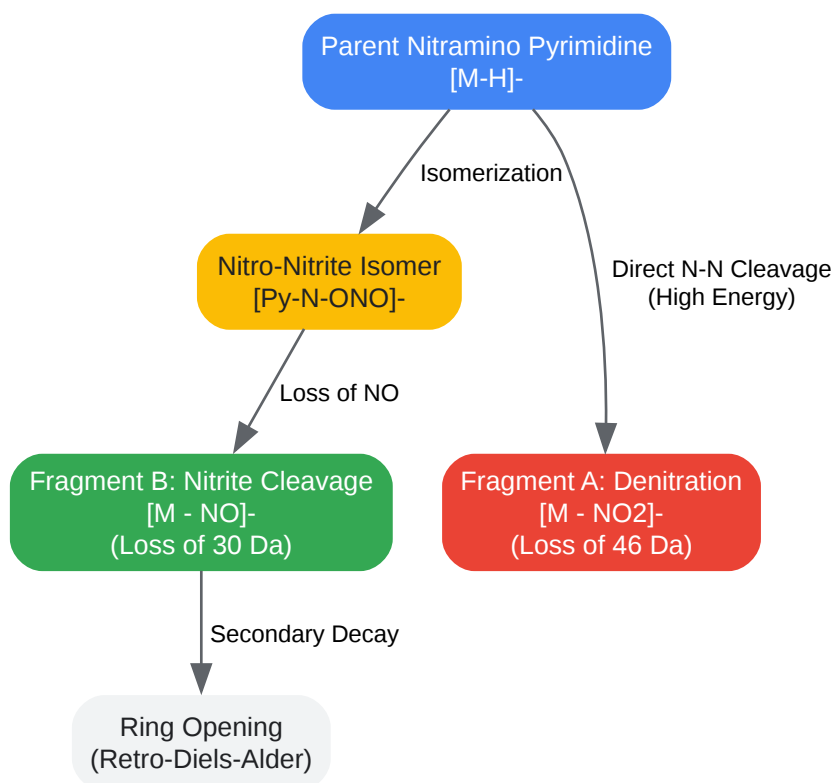 Parent Nitramino Pyrimidine
[M-H]-
Isomerization
Nitro-Nitrite Isomer
[Py-N-ONO]-
Direct N-N Cleavage
(High Energy)
Loss of NO
Fragment B: Nitrite Cleavage
[M - NO]-
(Loss of 30 Da)
Fragment A: Denitration
[M - NO2]-
(Loss of 46 Da)
Secondary Decay
Ring Opening
(Retro-Diels-Alder)